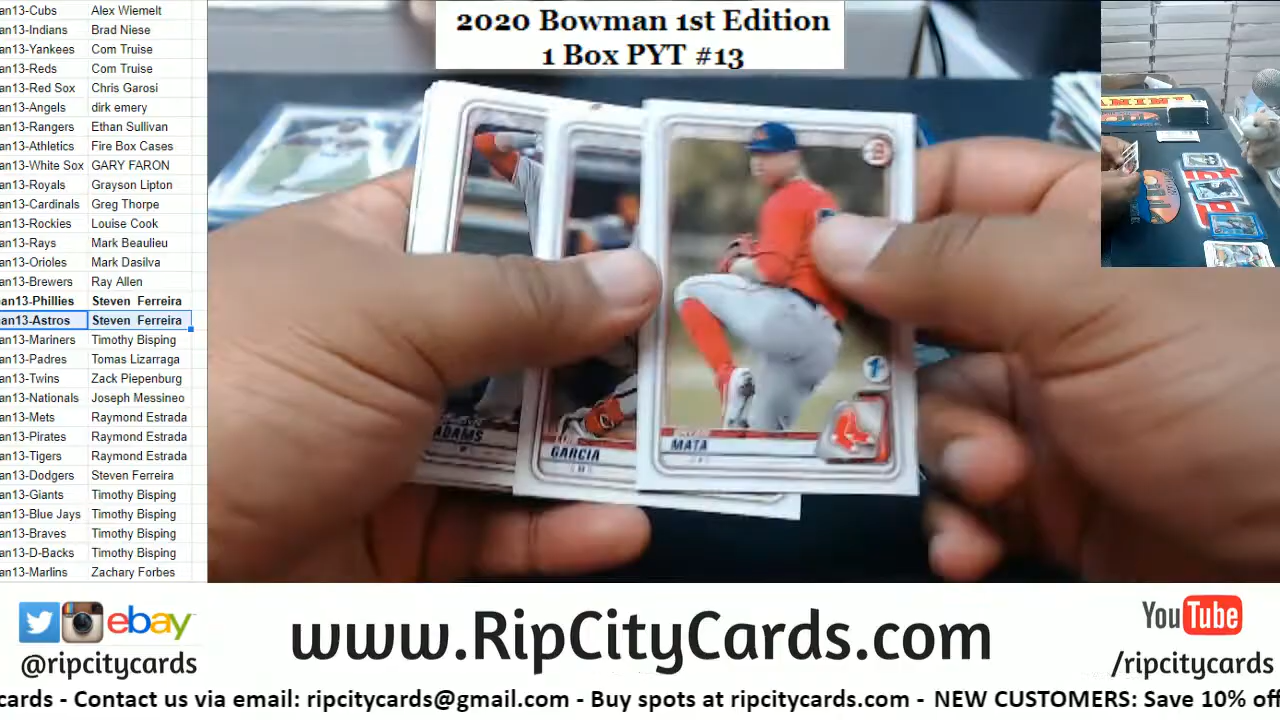 2020 Bowman 1st Edition
1 Box PYT #13
an13-Cubs Alex Wiemelt
an13-Indians Brad Niese
an13-Yankees Com Truise
an13-Reds Com Truise
an13-Red Sox Chris Garosi
an13-Angels dirk emery
an13-Rangers Ethan Sullivan
an13-Athletics Fire Box Cases
an13-White Sox GARY FARON
an13-Royals Grayson Lipton
an13-Cardinals Greg Thorpe
an13-Rockies Louise Cook
an13-Rays Mark Beaulieu
an13-Orioles Mark Dasilva
an13-Brewers Ray Allen
an13-Phillies Steven Ferreira
an13-Astros Steven Ferreira
an13-Mariners Timothy Bisping
an13-Padres Tomas Lizarraga
an13-Twins Zack Piepenburg
an13-Nationals Joseph Messineo
an13-Mets Raymond Estrada
an13-Pirates Raymond Estrada
an13-Tigers Raymond Estrada
an13-Dodgers Steven Ferreira
an13-Giants Timothy Bisping
an13-Blue Jays Timothy Bisping
an13-Braves Timothy Bisping
an13-D-Backs Timothy Bisping
an13-Marlins Zachary Forbes
ADAMS
GARCIA
MATA
B
1st
ebay
@ripcitycards
www.RipCityCards.com
YouTube
/ripcitycards
cards - Contact us via email: ripcitycards@gmail.com - Buy spots at ripcitycards.com - NEW CUSTOMERS: Save 10% off